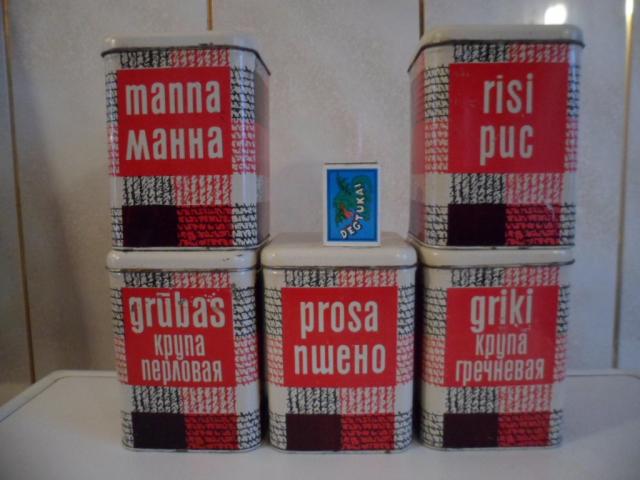 manna
манна
risi
рис
DEGTUKAI
grūbas
крупа
перловая
prosa
пшено
griki
крупа
гречневая